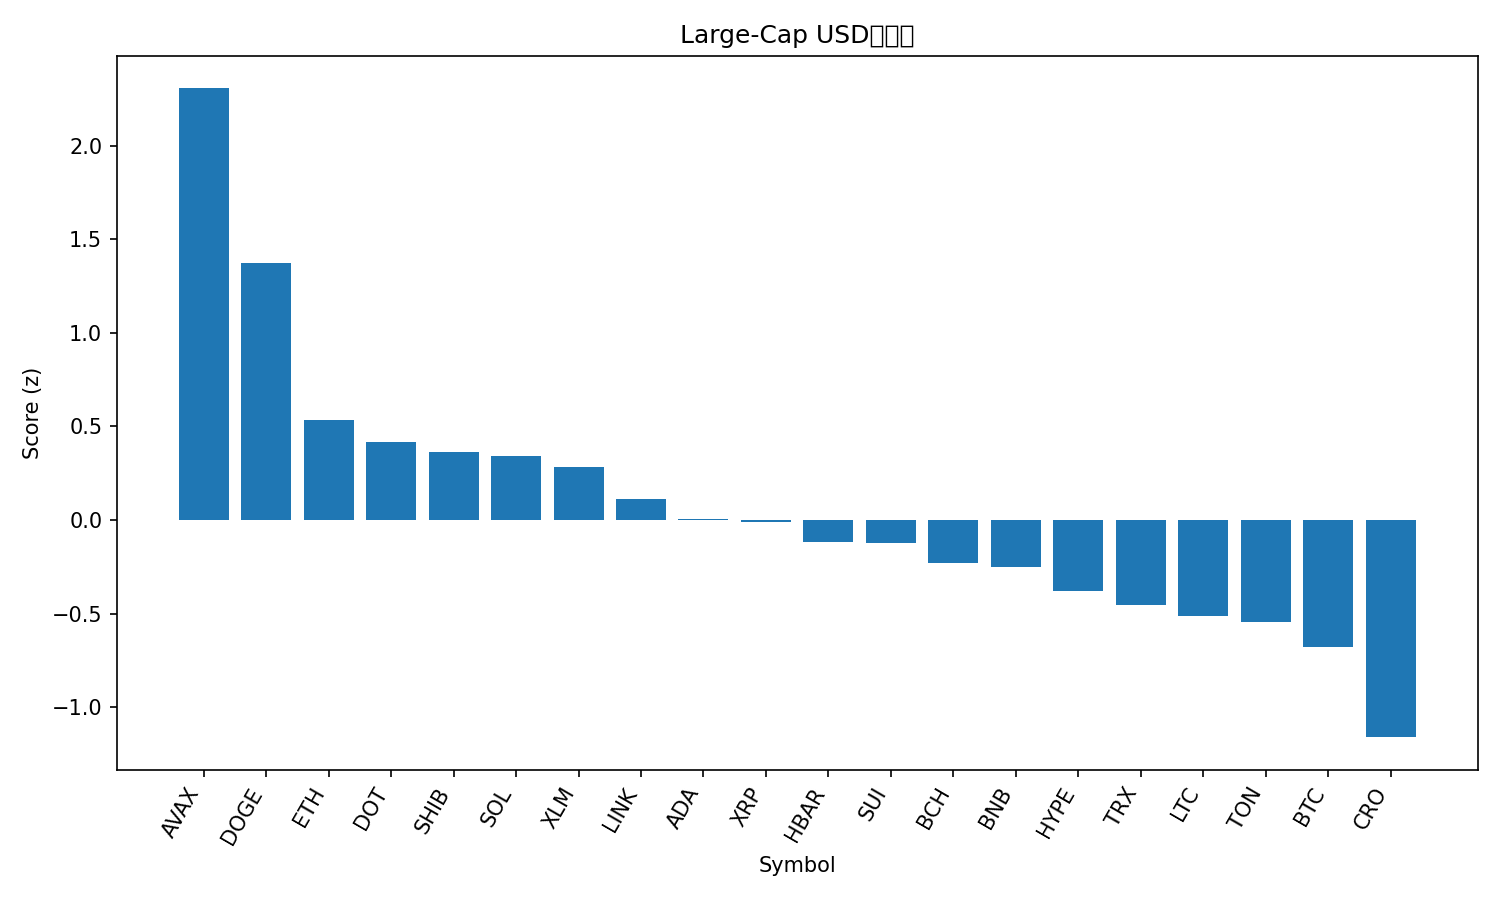 Large-Cap USD
Score (z)
2.0
1.5
1.0
0.5
0.0
−0.5
−1.0
AVAX
DOGE
ETH
DOT
SHIB
SOL
XLM
LINK
ADA
XRP
HBAR
SUI
BCH
BNB
HYPE
TRX
LTC
TON
BTC
CRO
Symbol